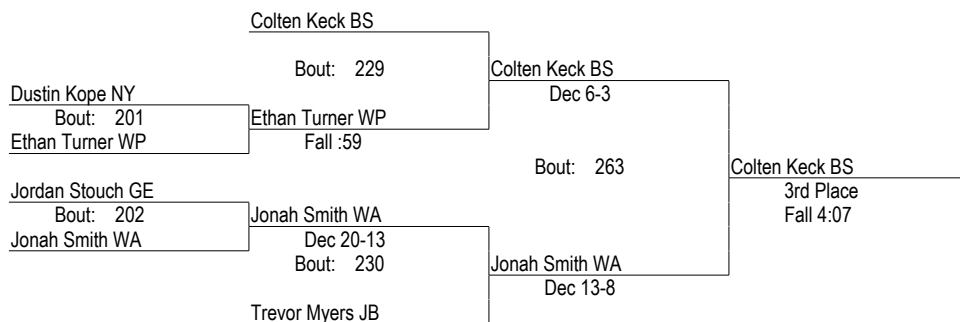 Colten Keck BS
Bout: 229
Colten Keck BS
Dustin Kope NY
Dec 6-3
Bout: 201
Ethan Turner WP
Ethan Turner WP
Fall :59
Bout: 263
Colten Keck BS
Jordan Stouch GE
3rd Place
Bout: 202
Jonah Smith WA
Fall 4:07
Jonah Smith WA
Dec 20-13
Bout: 230
Jonah Smith WA
Dec 13-8
Trevor Myers JB